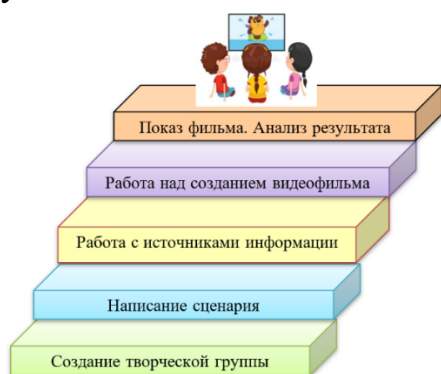 Показ фильма. Анализ результата
Работа над созданием видеофильма
Работа с источниками информации
Написание сценария
Создание творческой группы